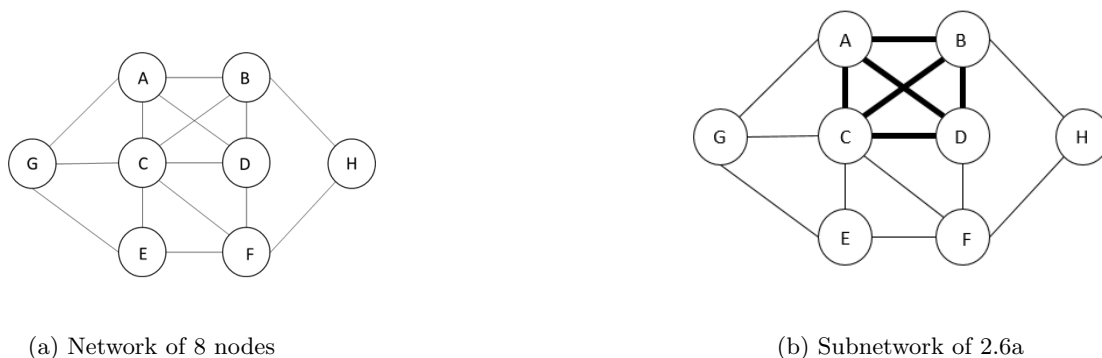 A B
G C D H
E F
A B
G C D H
E F
(a) Network of 8 nodes
(b) Subnetwork of 2.6a